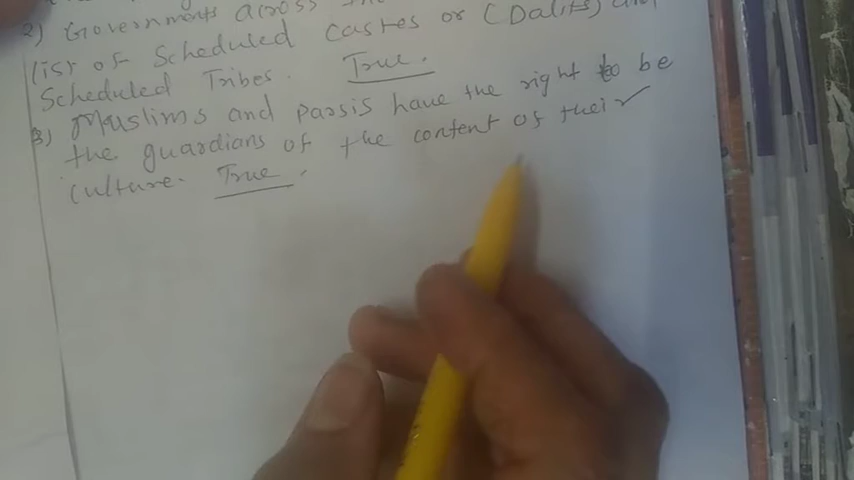 2) Governments across
list of Scheduled Castes or (Dalits) and
Scheduled Tribes. True.
3) Muslims and Parsis have the right to be
the guardians of the content of their ✓
culture. True.